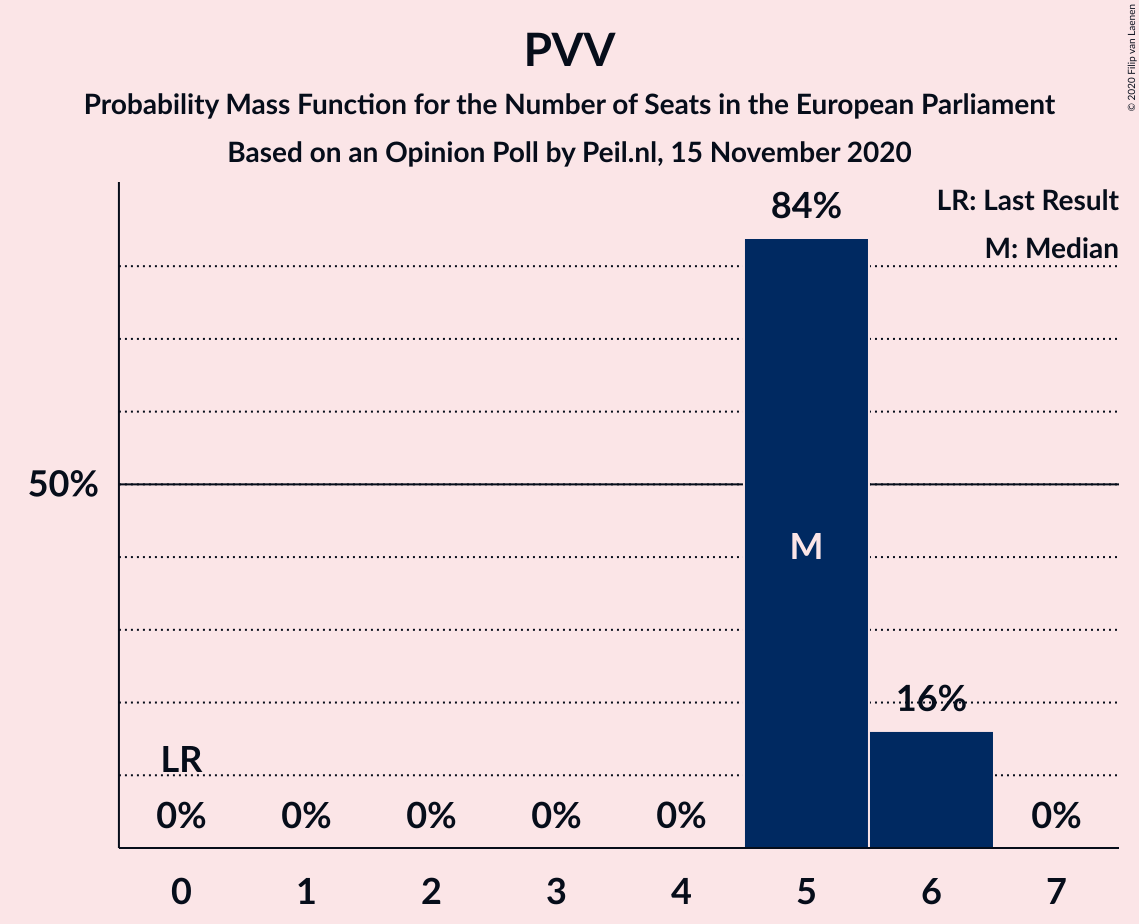 PVV
Probability Mass Function for the Number of Seats in the European Parliament
Based on an Opinion Poll by Peil.nl, 15 November 2020
© 2020 Filip van Laenen
LR: Last Result
M: Median
84%
50%
M
16%
LR
0% 0% 0% 0% 0% 0%
0 1 2 3 4 5 6 7